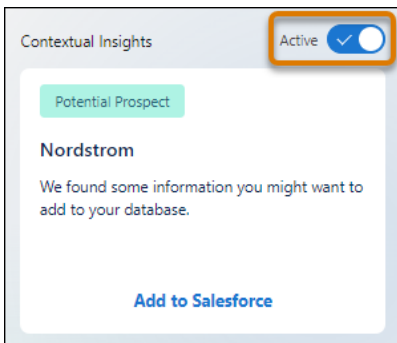 Contextual Insights
Active
Potential Prospect
Nordstrom
We found some information you might want to
add to your database.
Add to Salesforce